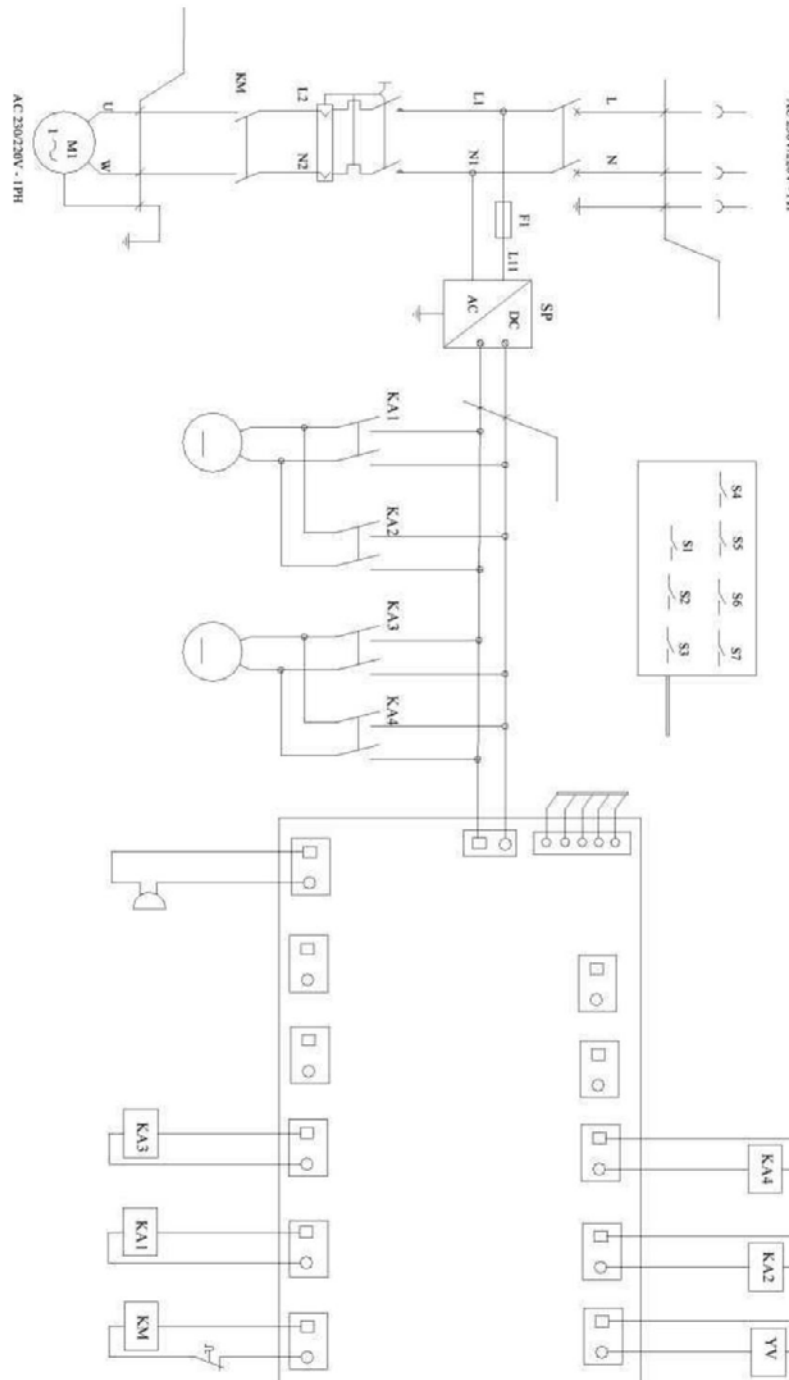 KA4
KA2
YV
S4 S5 S6 S7
S1 S2 S3
L
N
SP
F1
L11
DC
AC
L1
N1
KA1 KA2 KA3 KA4
L2
N2
KM
KA3
KA1
KM
U
W
M1
1
AC 230/220V - 1PH